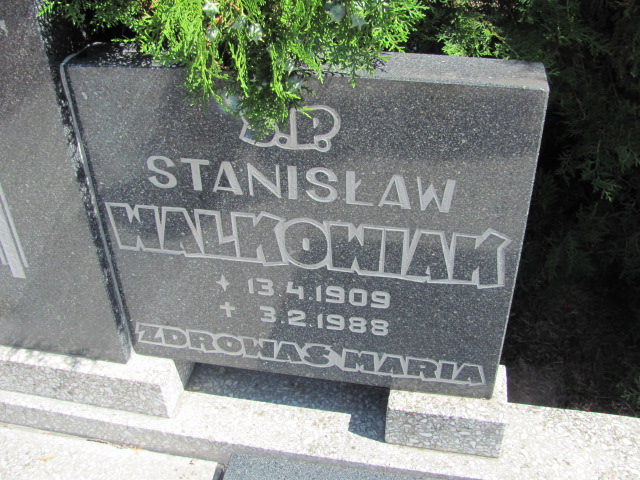 Ś.P.
STANISŁAW
WALKOWIAK
* 13.4.1909
+ 3.2.1988
ZDROWAŚ MARIA